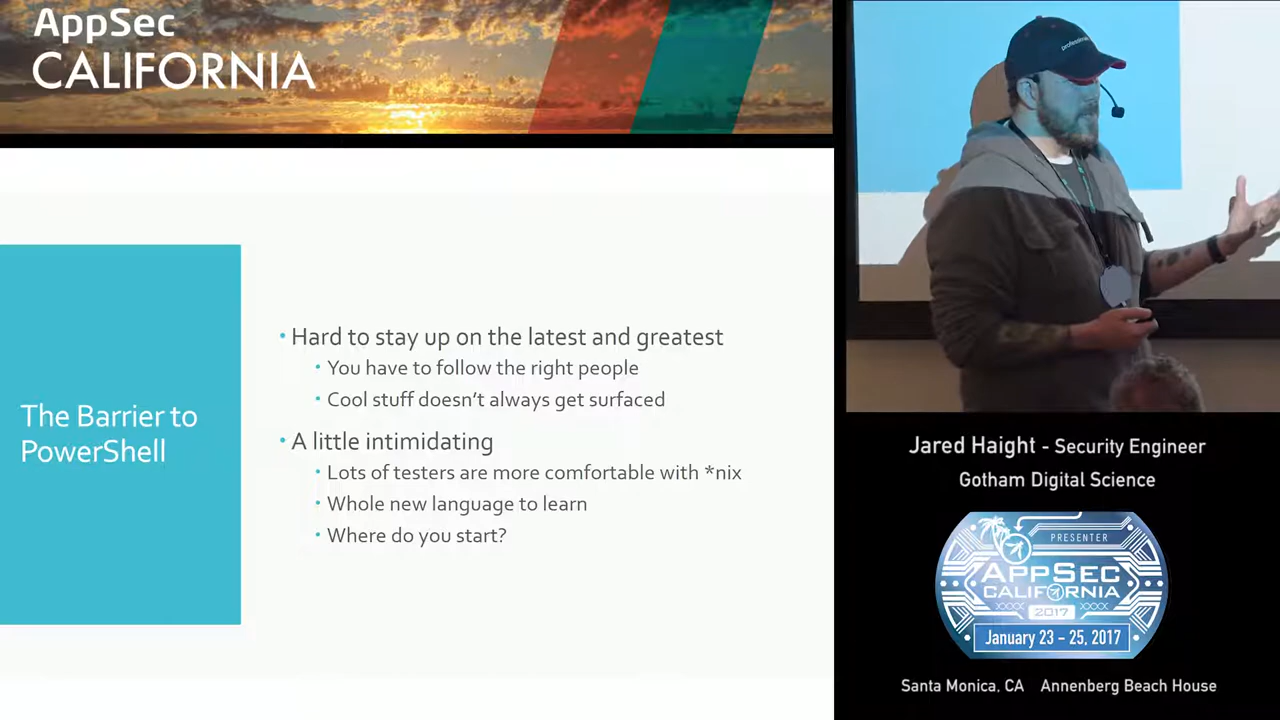 AppSec
CALIFORNIA
The Barrier to
PowerShell
• Hard to stay up on the latest and greatest
• You have to follow the right people
• Cool stuff doesn't always get surfaced
• A little intimidating
• Lots of testers are more comfortable with *nix
• Whole new language to learn
• Where do you start?
Jared Haight - Security Engineer
Gotham Digital Science
PRESENTER
APPSEC
CALIFORNIA
2017
January 23 - 25, 2017
Santa Monica, CA Annenberg Beach House